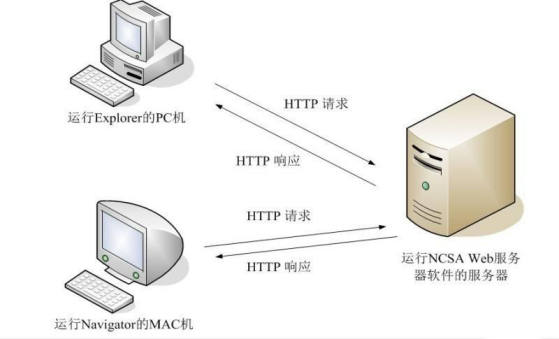 HTTP 请求
运行Explorer的PC机
HTTP 响应
HTTP 请求
HTTP 响应
运行NCSA Web服务
器软件的服务器
运行Navigator的MAC机